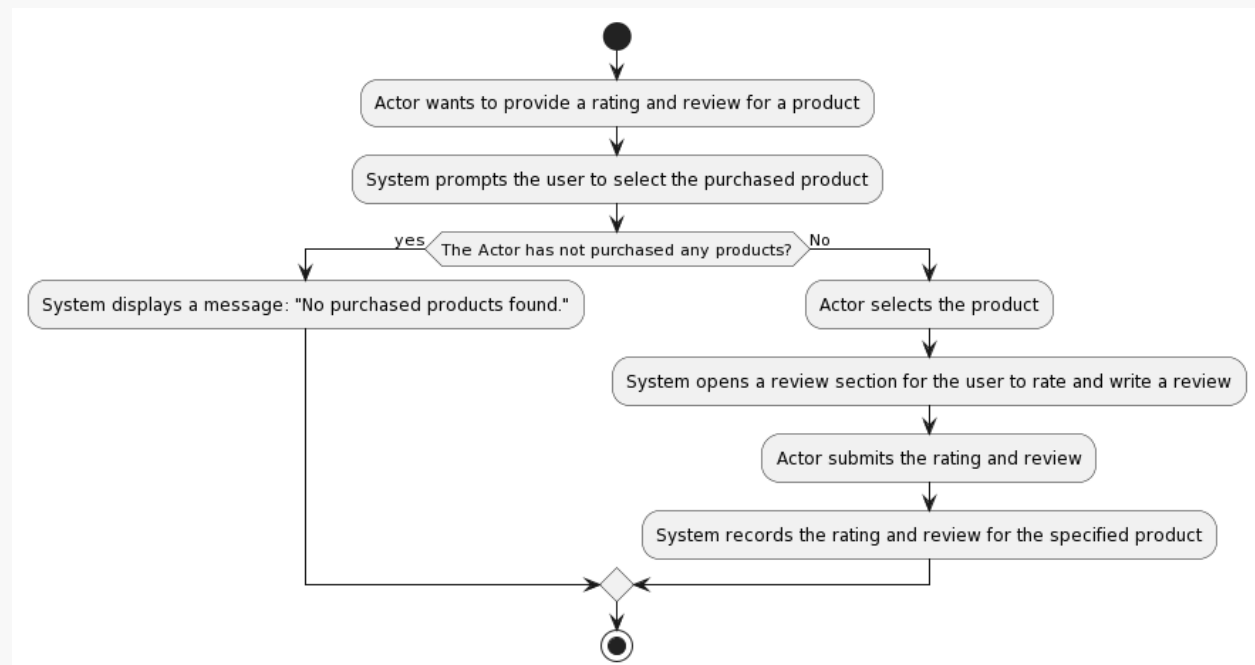 Actor wants to provide a rating and review for a product
System prompts the user to select the purchased product
yes
The Actor has not purchased any products?
No
System displays a message: "No purchased products found."
Actor selects the product
System opens a review section for the user to rate and write a review
Actor submits the rating and review
System records the rating and review for the specified product